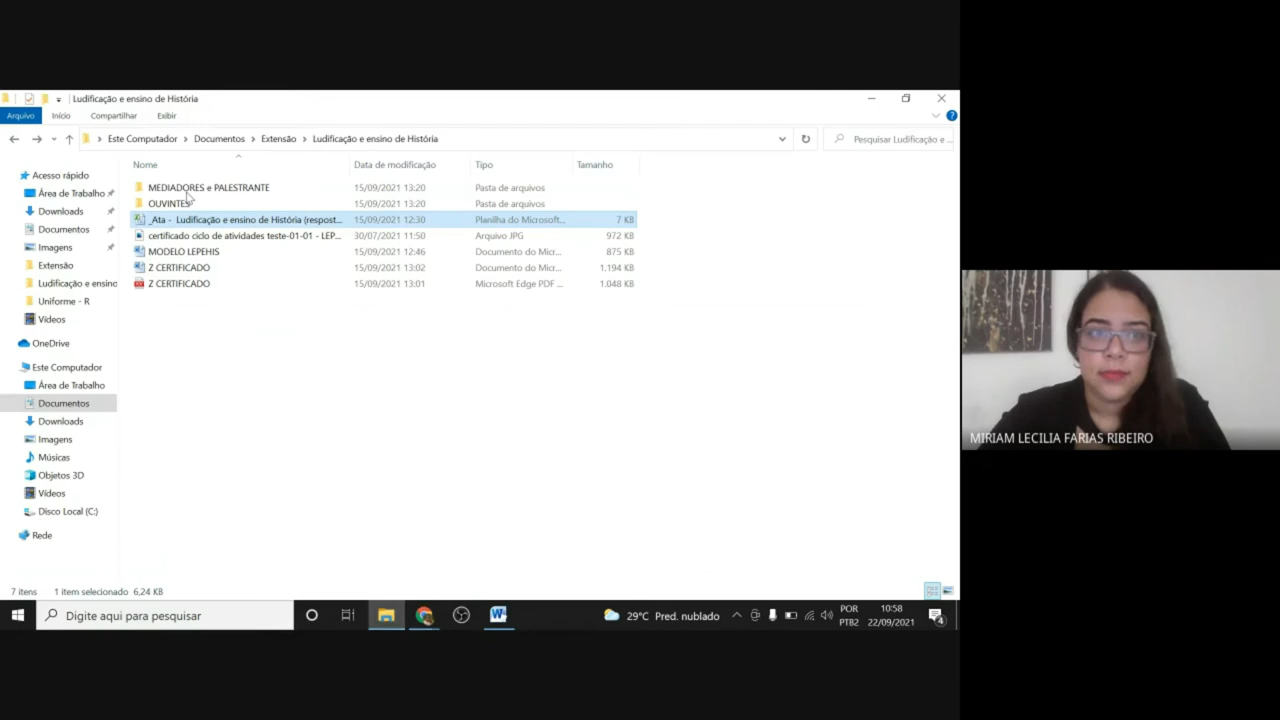 Ludificação e ensino de História
Arquivo Início Compartilhar Exibir
Este Computador Documentos Extensão Ludificação e ensino de História
Pesquisar Ludificação e ...
Nome Data de modificação Tipo Tamanho
MEDIADORES e PALESTRANTE 15/09/2021 13:20 Pasta de arquivos
OUVINTES 15/09/2021 13:20 Pasta de arquivos
_Ata - Ludificação e ensino de História (respost... 15/09/2021 12:30 Planilha do Microsoft... 7 KB
certificado ciclo de atividades teste-01-01 - LEP... 30/07/2021 11:50 Arquivo JPG 972 KB
MODELO LEPEHIS 15/09/2021 12:46 Documento do Micr... 875 KB
Z CERTIFICADO 15/09/2021 13:02 Documento do Micr... 1.194 KB
Z CERTIFICADO 15/09/2021 13:01 Microsoft Edge PDF ... 1.048 KB
Acesso rápido
Área de Trabalho
Downloads
Documentos
Imagens
Extensão
Ludificação e ensino
Uniforme - R
Vídeos
OneDrive
Este Computador
Área de Trabalho
Documentos
Downloads
Imagens
Músicas
Objetos 3D
Vídeos
Disco Local (C:)
Rede
7 itens 1 item selecionado 6,24 KB
Digite aqui para pesquisar
29°C Pred. nublado
POR
PTB2
10:58
22/09/2021
4
MIRIAM LECILIA FARIAS RIBEIRO